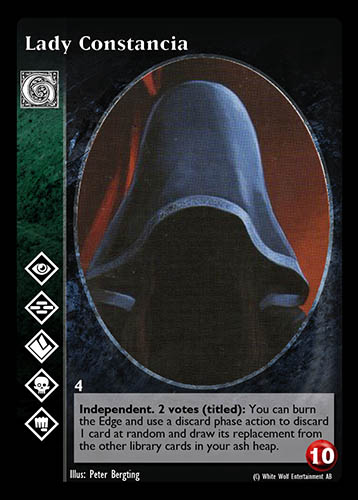 Lady Constancia
4
Independent. 2 votes (titled): You can burn
the Edge and use a discard phase action to discard
1 card at random and draw its replacement from
the other library cards in your ash heap.
10
Illus: Peter Bergting
(C) White Wolf Entertainment AB